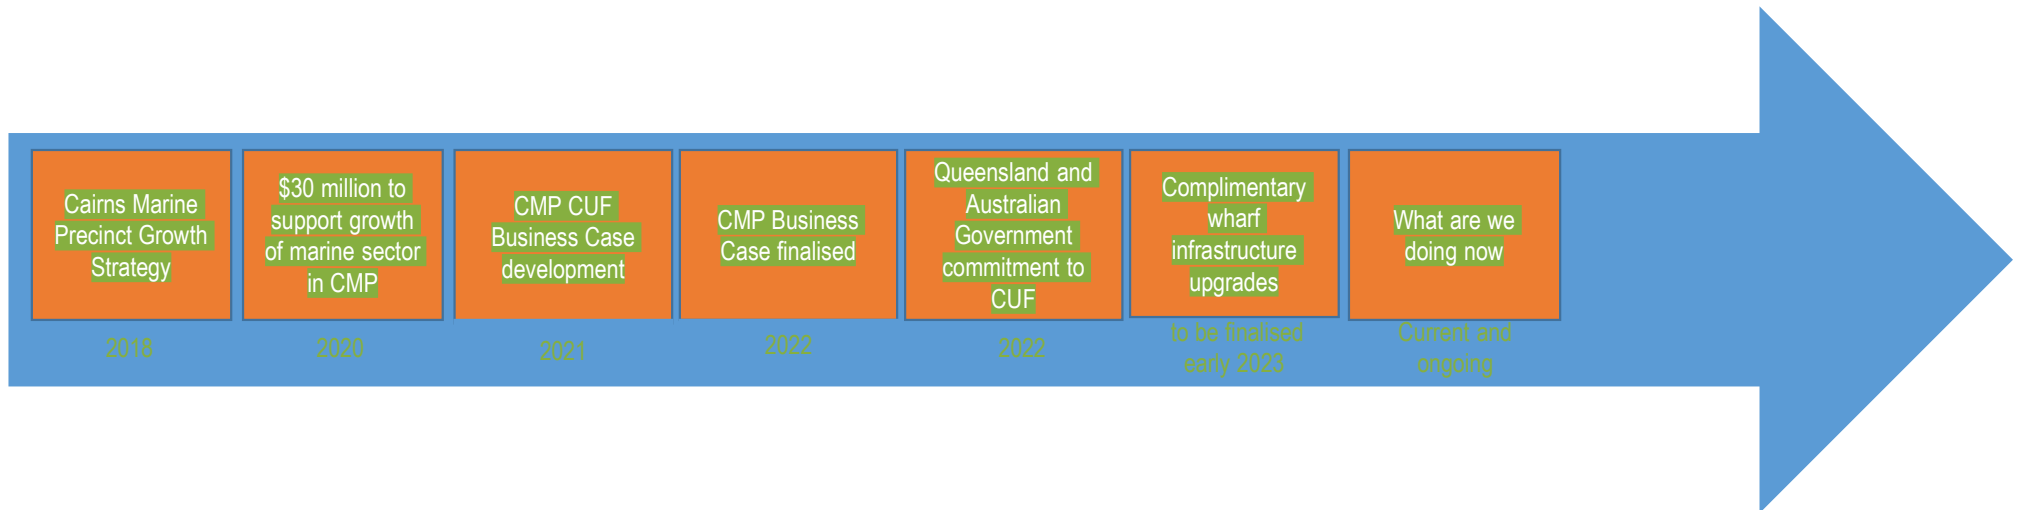 Cairns Marine
Precinct Growth
Strategy
2018
$30 million to
support growth
of marine sector
in CMP
2020
CMP CUF
Business Case
development
2021
CMP Business
Case finalised
2022
Queensland and
Australian
Government
commitment to
CUF
2022
Complimentary
wharf
infrastructure
upgrades
to be finalised
early 2023
What are we
doing now
Current and
ongoing